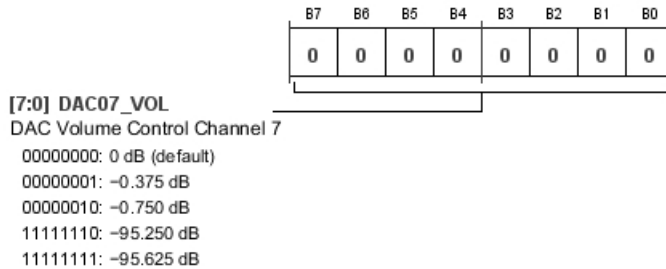 B7 B6 B5 B4 B3 B2 B1 B0
0 0 0 0 0 0 0 0
[7:0] DAC07_VOL
DAC Volume Control Channel 7
00000000: 0 dB (default)
00000001: −0.375 dB
00000010: −0.750 dB
11111110: −95.250 dB
11111111: −95.625 dB